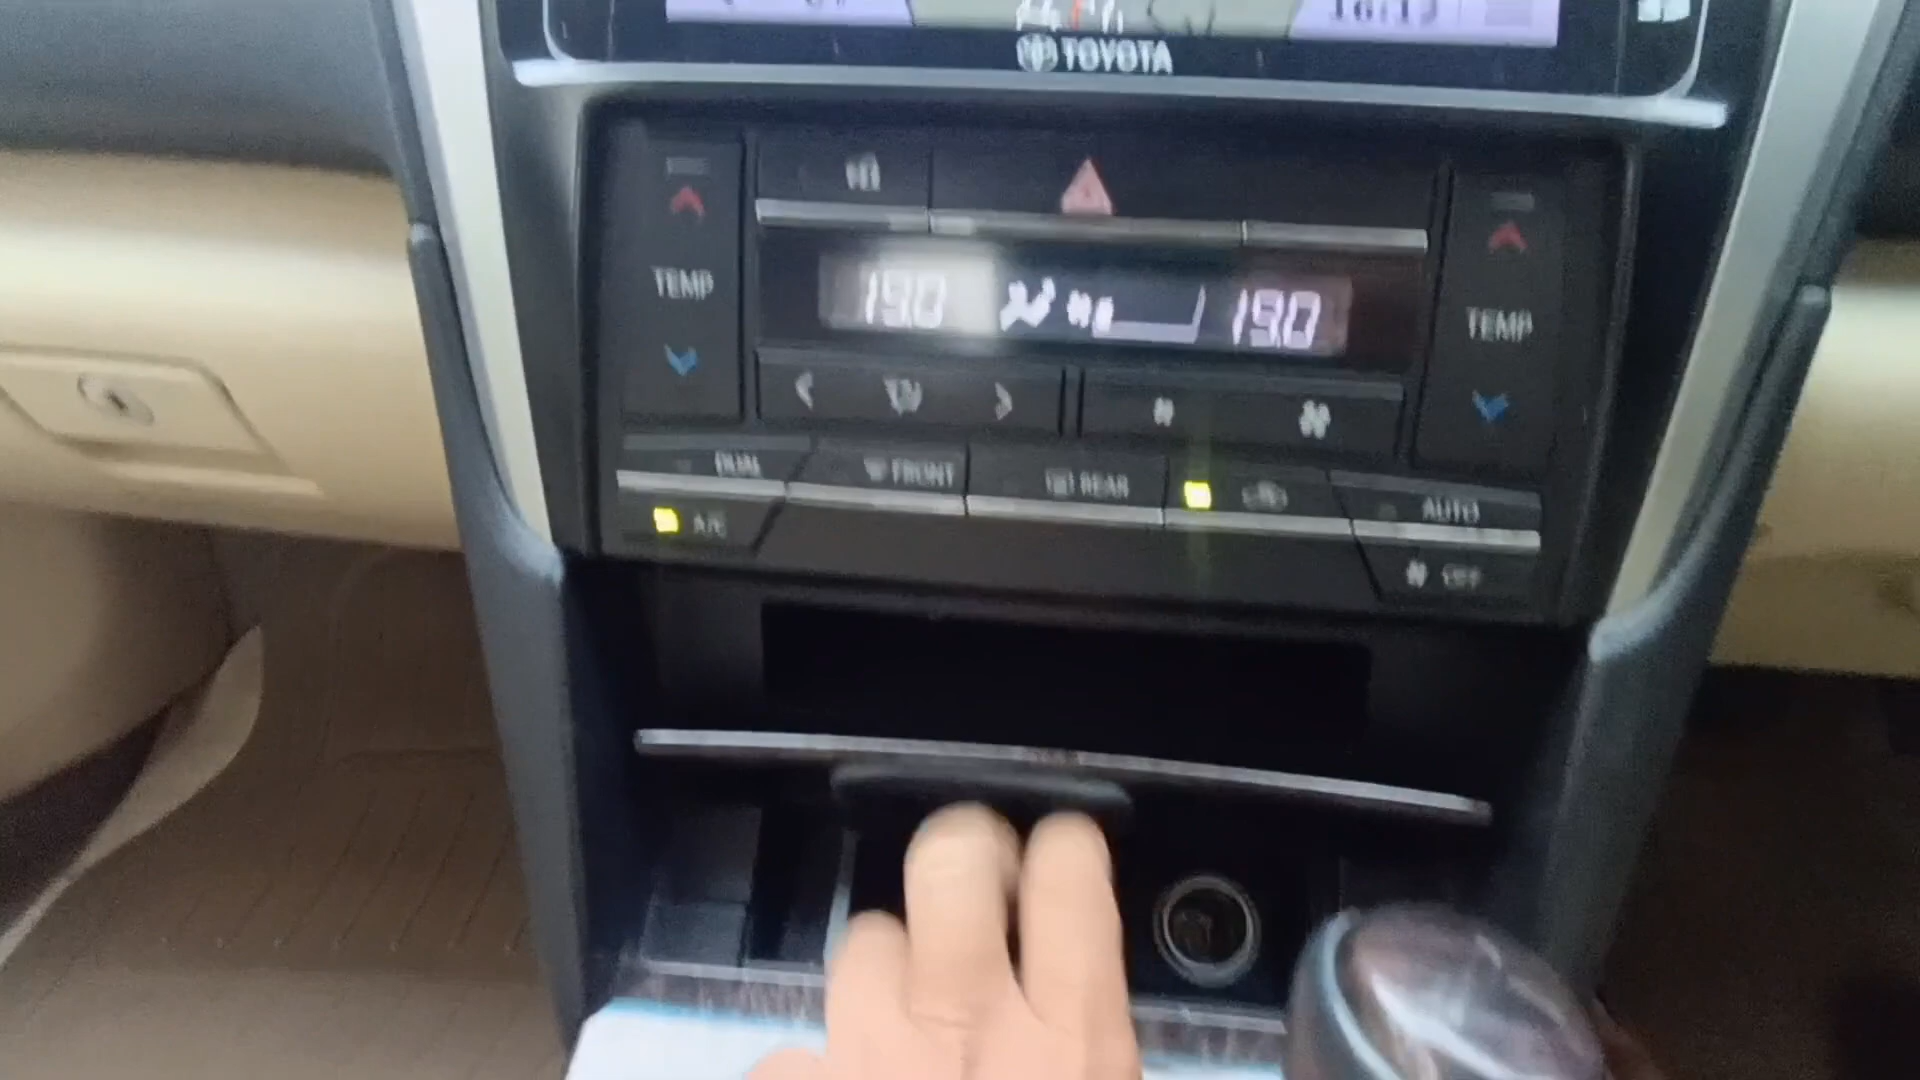 TOYOTA
TEMP
19.0
19.0
TEMP
DUAL
FRONT
REAR
AUTO
A/C
OFF